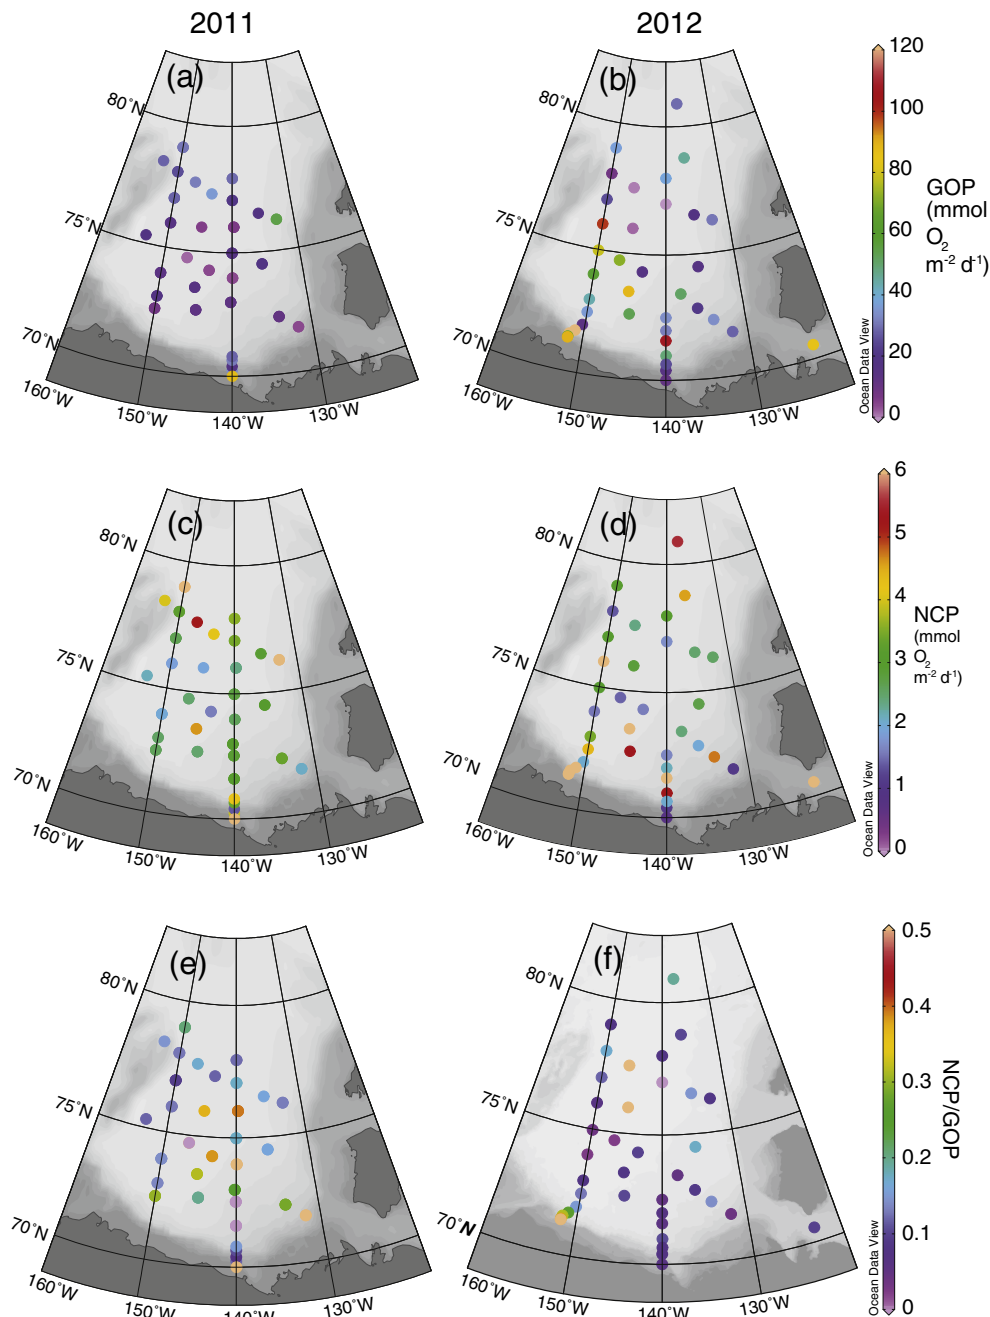 2011
2012
(a)
80°N
75°N
70°N
160°W
150°W
140°W
130°W
(b)
80°N
75°N
70°N
160°W
150°W
140°W
130°W
Ocean Data View
120
100
80
60
40
20
0
GOP
(mmol
O2
m-2 d-1)
(c)
80°N
75°N
70°N
160°W
150°W
140°W
130°W
(d)
80°N
75°N
70°N
160°W
150°W
140°W
130°W
Ocean Data View
6
5
4
3
2
1
0
NCP
(mmol
O2
m-2 d-1)
(e)
80°N
75°N
70°N
160°W
150°W
140°W
130°W
(f)
80°N
75°N
70°N
160°W
150°W
140°W
130°W
Ocean Data View
0.5
0.4
0.3
0.2
0.1
0
NCP/GOP